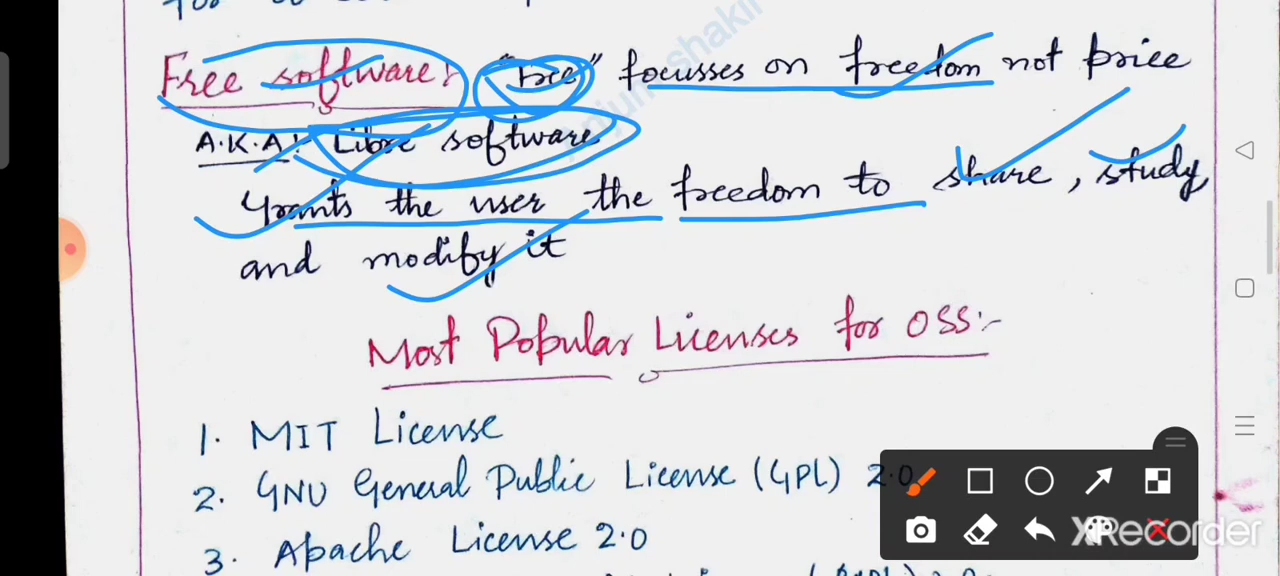 Free software: "Free" focusses on freedom not price
A.K.A: Libre software
Grants the user the freedom to share, study,
and modify it
Most Popular Licenses for OSS:-
1. MIT License
2. GNU General Public License (GPL) 2.0
3. Apache License 2.0
XRecorder